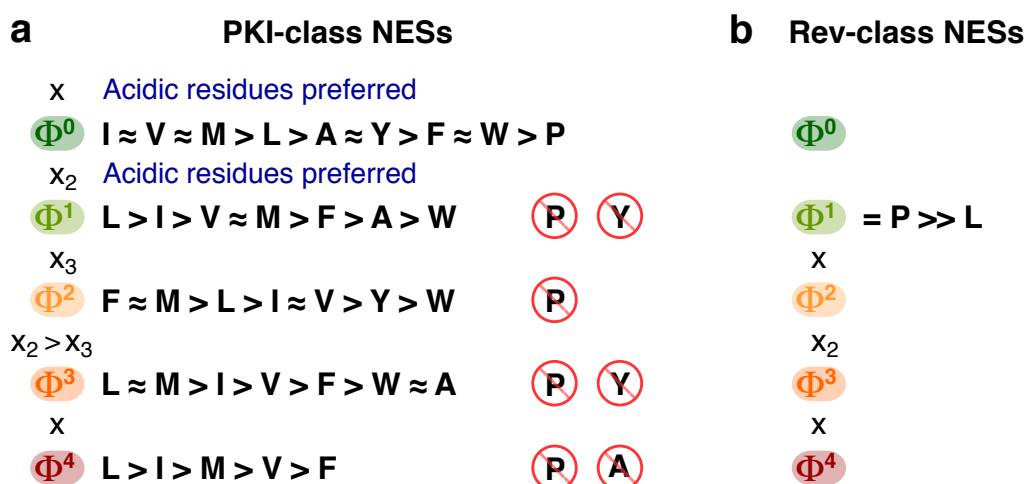 a PKI-class NESs b Rev-class NESs
x Acidic residues preferred
Φ⁰ I ≈ V ≈ M > L > A ≈ Y > F ≈ W > P Φ⁰
x₂ Acidic residues preferred
Φ¹ L > I > V ≈ M > F > A > W P Y Φ¹ = P >> L
x₃ x
Φ² F ≈ M > L > I ≈ V > Y > W P Φ²
x₂ > x₃ x₂
Φ³ L ≈ M > I > V > F > W ≈ A P Y Φ³
x x
Φ⁴ L > I > M > V > F P A Φ⁴